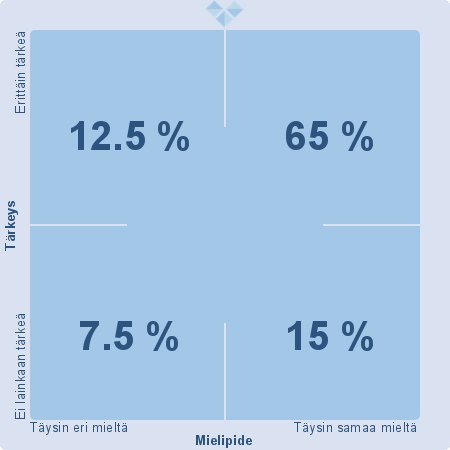 Erittäin tärkeä
12.5 %
65 %
Tärkeys
Ei lainkaan tärkeä
7.5 %
15 %
Täysin eri mieltä
Täysin samaa mieltä
Mielipide